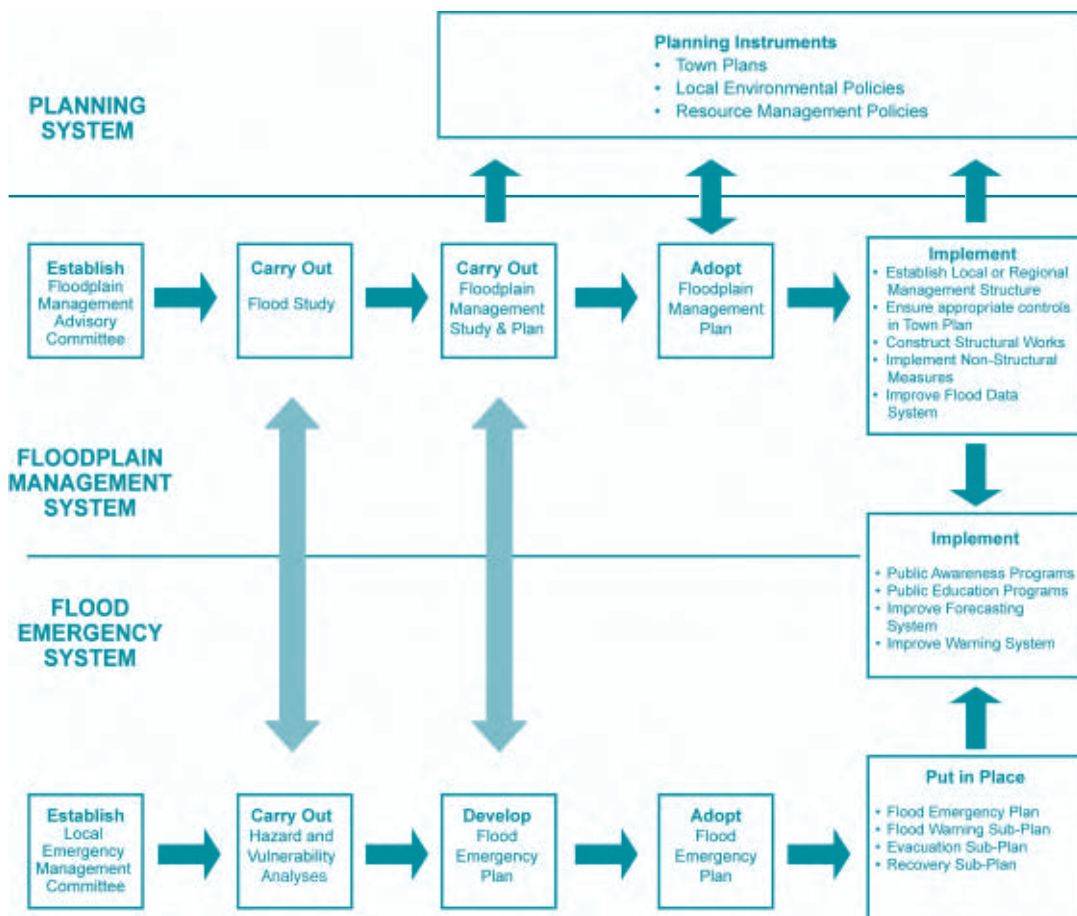 Planning Instruments
• Town Plans
• Local Environmental Policies
• Resource Management Policies
PLANNING
SYSTEM
Establish
Floodplain
Management
Advisory
Committee
Carry Out
Flood Study
Carry Out
Floodplain
Management
Study & Plan
Adopt
Floodplain
Management
Plan
Implement
• Establish Local or Regional
Management Structure
• Ensure appropriate controls
in Town Plan
• Construct Structural Works
• Implement Non-Structural
Measures
• Improve Flood Data
System
FLOODPLAIN
MANAGEMENT
SYSTEM
Implement
• Public Awareness Programs
• Public Education Programs
• Improve Forecasting
System
• Improve Warning System
FLOOD
EMERGENCY
SYSTEM
Establish
Local
Emergency
Management
Committee
Carry Out
Hazard and
Vulnerability
Analyses
Develop
Flood
Emergency
Plan
Adopt
Flood
Emergency
Plan
Put in Place
• Flood Emergency Plan
• Flood Warning Sub-Plan
• Evacuation Sub-Plan
• Recovery Sub-Plan